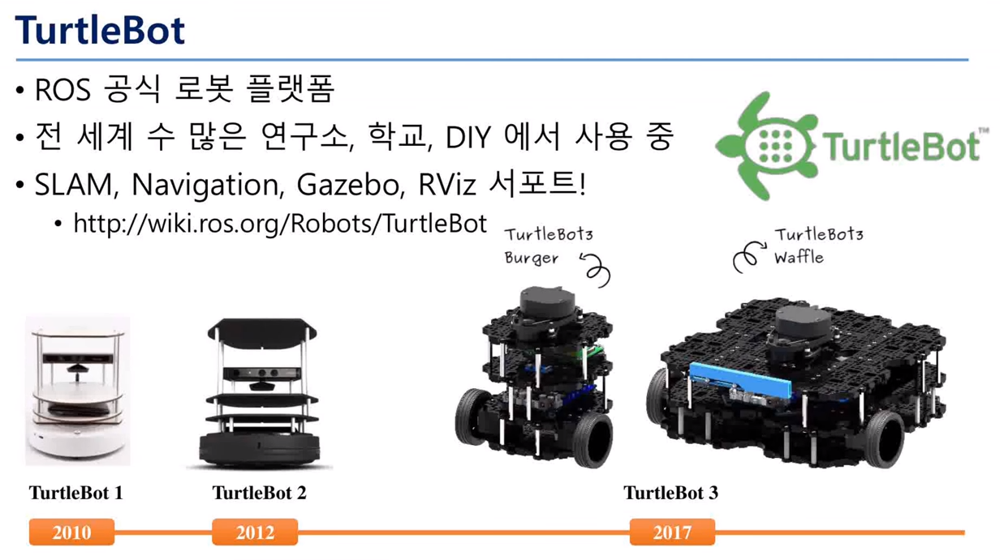 TurtleBot
• ROS 공식 로봇 플랫폼
• 전 세계 수 많은 연구소, 학교, DIY 에서 사용 중
• SLAM, Navigation, Gazebo, RViz 서포트!
• http://wiki.ros.org/Robots/TurtleBot
TurtleBot™
TurtleBot3
Burger
TurtleBot3
Waffle
TurtleBot 1
TurtleBot 2
TurtleBot 3
2010
2012
2017